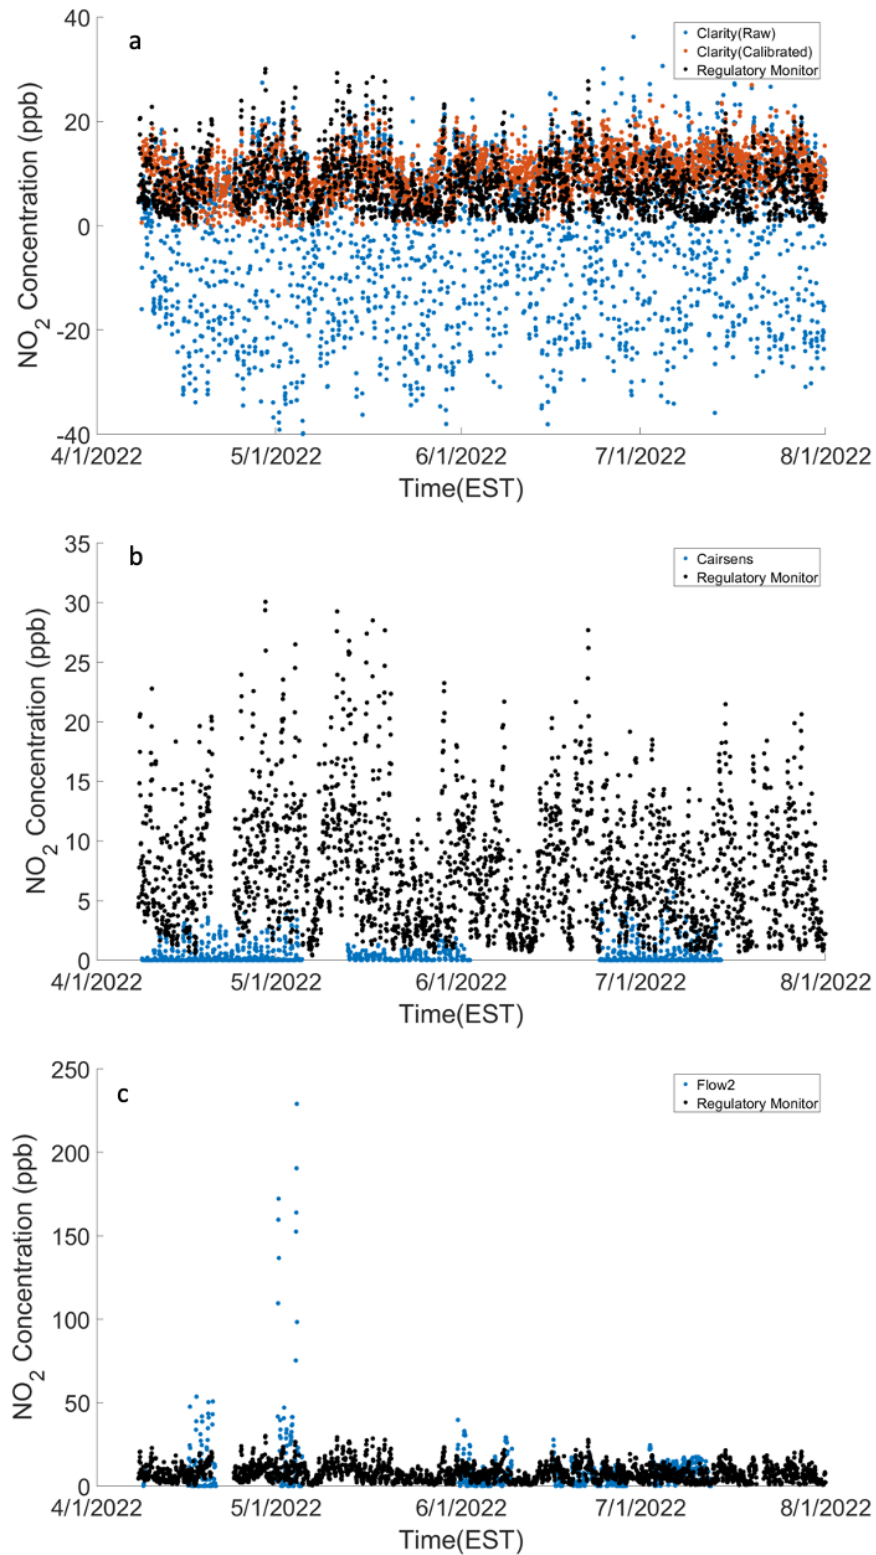 a
Clarity(Raw)
Clarity(Calibrated)
Regulatory Monitor
NO2 Concentration (ppb)
40
20
0
-20
-40
4/1/2022 5/1/2022 6/1/2022 7/1/2022 8/1/2022
Time(EST)
b
Cairsens
Regulatory Monitor
NO2 Concentration (ppb)
35
30
25
20
15
10
5
0
4/1/2022 5/1/2022 6/1/2022 7/1/2022 8/1/2022
Time(EST)
c
Flow2
Regulatory Monitor
NO2 Concentration (ppb)
250
200
150
100
50
0
4/1/2022 5/1/2022 6/1/2022 7/1/2022 8/1/2022
Time(EST)